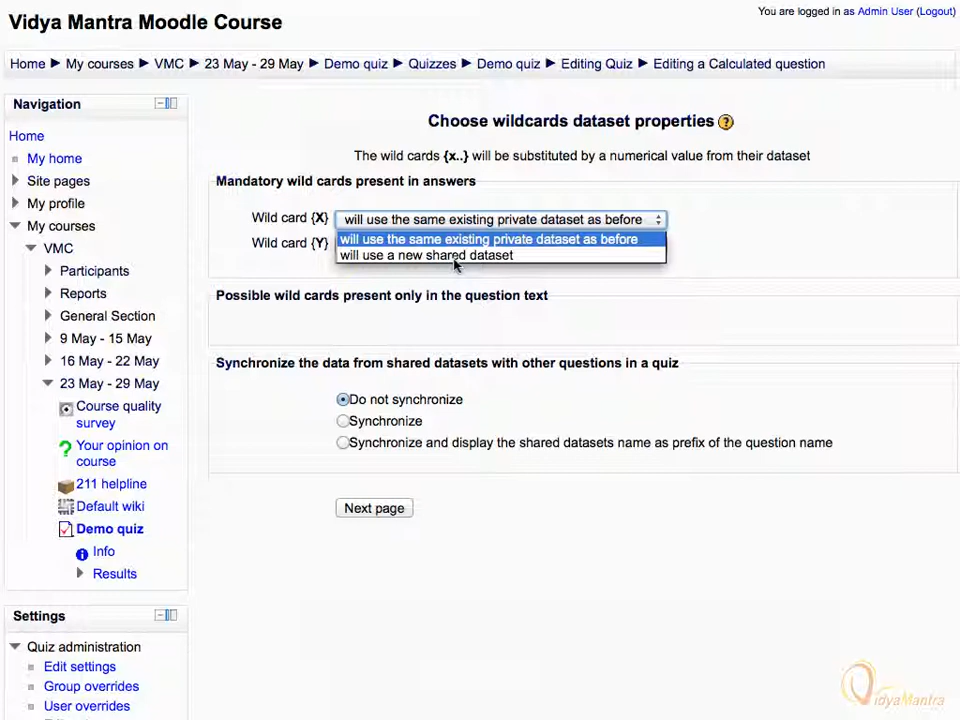 Vidya Mantra Moodle Course
You are logged in as Admin User (Logout)
Home ► My courses ► VMC ► 23 May - 29 May ► Demo quiz ► Quizzes ► Demo quiz ► Editing Quiz ► Editing a Calculated question
Navigation
Home
My home
Site pages
My profile
My courses
VMC
Participants
Reports
General Section
9 May - 15 May
16 May - 22 May
23 May - 29 May
Course quality
survey
Your opinion on
course
211 helpline
Default wiki
Demo quiz
Info
Results
Settings
Quiz administration
Edit settings
Group overrides
User overrides
Choose wildcards dataset properties
The wild cards {x..} will be substituted by a numerical value from their dataset
Mandatory wild cards present in answers
Wild card {X} will use the same existing private dataset as before
will use the same existing private dataset as before
Wild card {Y}
will use a new shared dataset
Possible wild cards present only in the question text
Synchronize the data from shared datasets with other questions in a quiz
Do not synchronize
Synchronize
Synchronize and display the shared datasets name as prefix of the question name
Next page
VidyaMantra